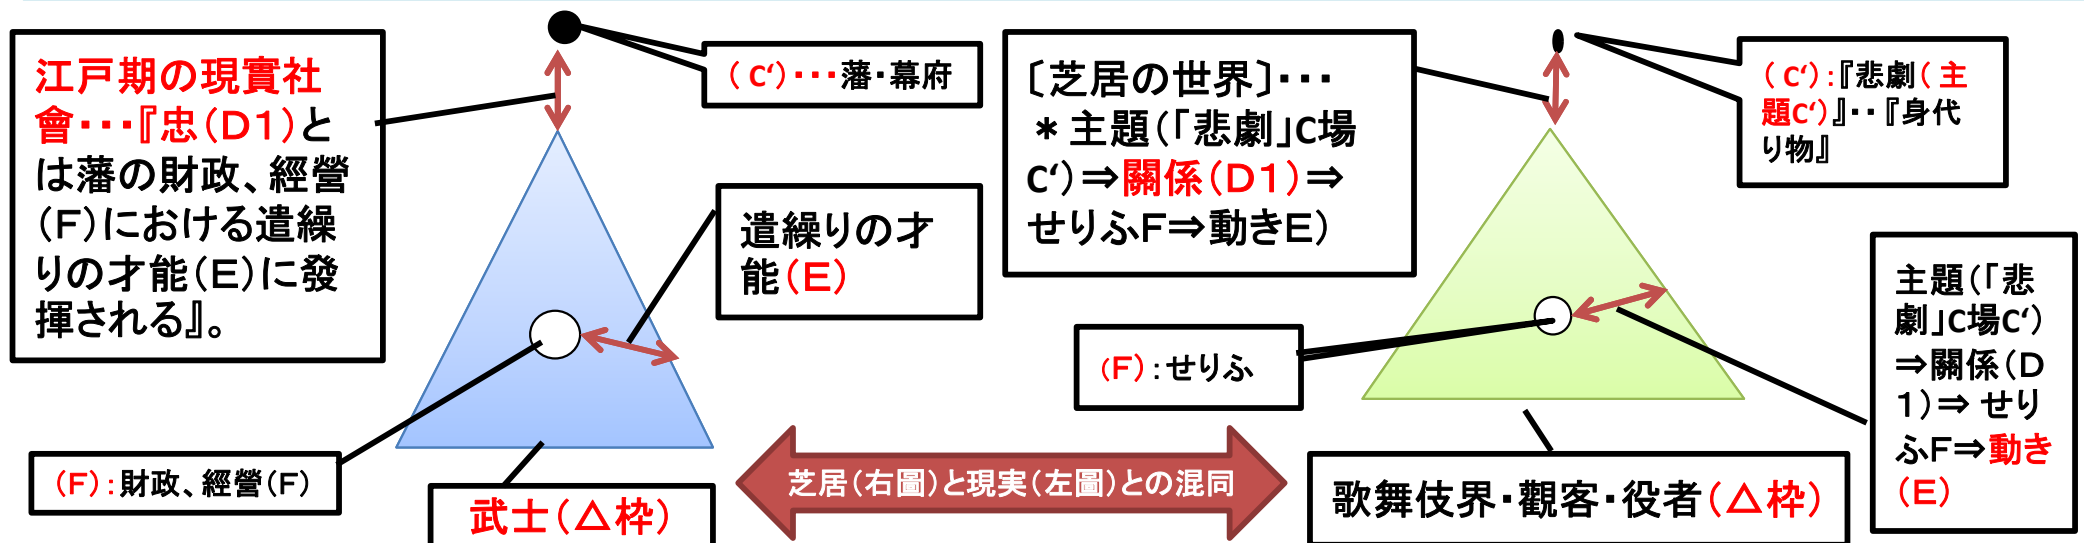 江戸期の現實社
會・・・『忠(D1)と
は藩の財政、經營
(F)における遣繰
りの才能(E)に發
揮される』。
( C‘)・・・藩・幕府
遣繰りの才
能(E)
(F):財政、經營(F)
武士(△枠)
芝居(右圖)と現実(左圖)との混同
〔芝居の世界〕・・・
＊主題(「悲劇」C場
C‘)⇒關係(D1)⇒
せりふF⇒動きE)
( C‘):『悲劇( 主
題C‘)』・・『身代
り物』
(F):せりふ
主題(「悲
劇」C場C‘)
⇒關係(D
1)⇒ せり
ふF⇒動き
(E)
歌舞伎界・觀客・役者(△枠)